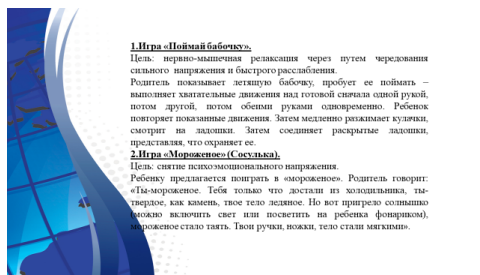 1.Игра «Поймай бабочку».
Цель: нервно-мышечная релаксация через путем чередования
сильного напряжения и быстрого расслабления.
Родитель показывает летящую бабочку, пробует ее поймать –
выполняет хватательные движения над готовой сначала одной рукой,
потом другой, потом обеими руками одновременно. Ребенок
повторяет показанные движения. Затем медленно разжимает кулачки,
смотрит на ладошки. Затем соединяет раскрытые ладошки,
представляя, что охраняет ее.
2.Игра «Мороженое» (Сосулька).
Цель: снятие психоэмоционального напряжения.
Ребенку предлагается поиграть в «мороженое». Родитель говорит:
«Ты-мороженое. Тебя только что достали из холодильника, ты-
твердое, как камень, твое тело ледяное. Но вот пригрело солнышко
(можно включить свет или посветить на ребенка фонариком),
мороженое стало таять. Твои ручки, ножки, тело стали мягкими».